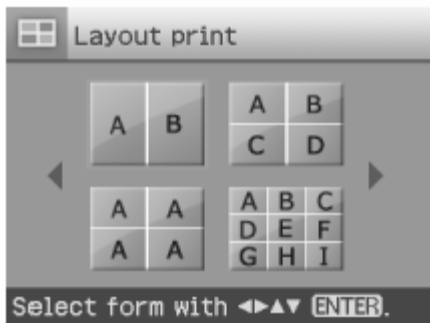 Layout print
A B
A B
C D
A A
A A
A B C
D E F
G H I
Select form with ◄►▲▼ ENTER.